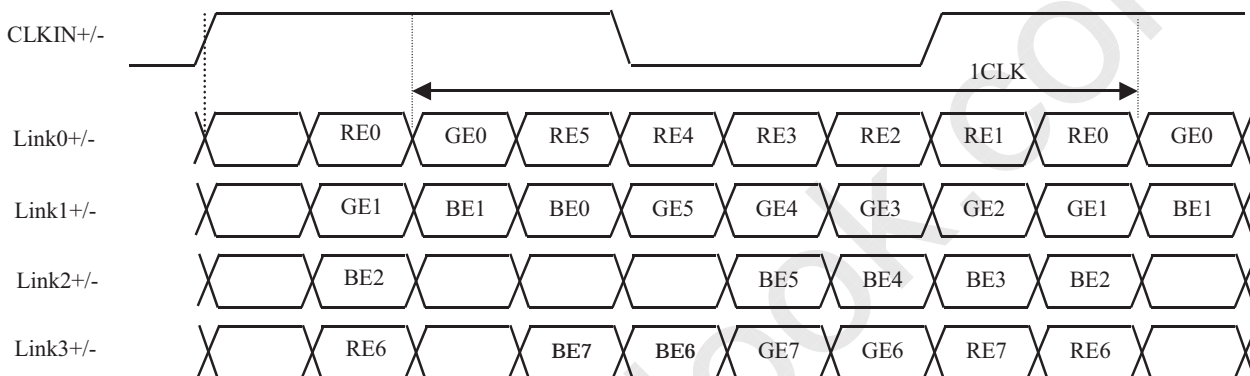 CLKIN+/-
1CLK
Link0+/- RE0 GE0 RE5 RE4 RE3 RE2 RE1 RE0 GE0
Link1+/- GE1 BE1 BE0 GE5 GE4 GE3 GE2 GE1 BE1
Link2+/- BE2 BE5 BE4 BE3 BE2
Link3+/- RE6 BE7 BE6 GE7 GE6 RE7 RE6